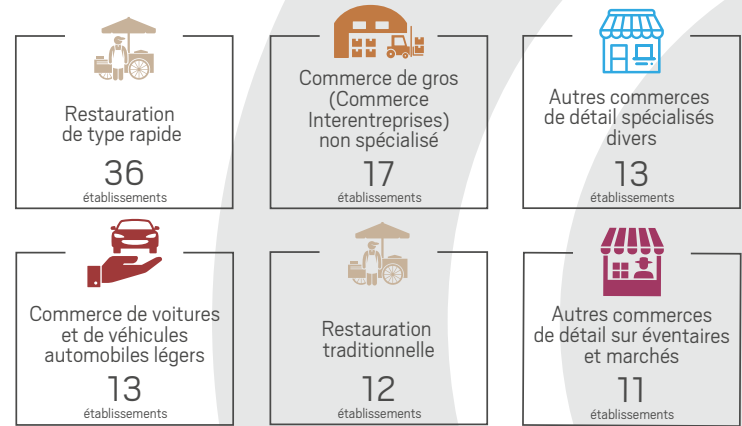 Restauration
de type rapide
36
établissements
Commerce de gros
(Commerce
Interentreprises)
non spécialisé
17
établissements
Autres commerces
de détail spécialisés
divers
13
établissements
Commerce de voitures
et de véhicules
automobiles légers
13
établissements
Restauration
traditionnelle
12
établissements
Autres commerces
de détail sur éventaires
et marchés
11
établissements